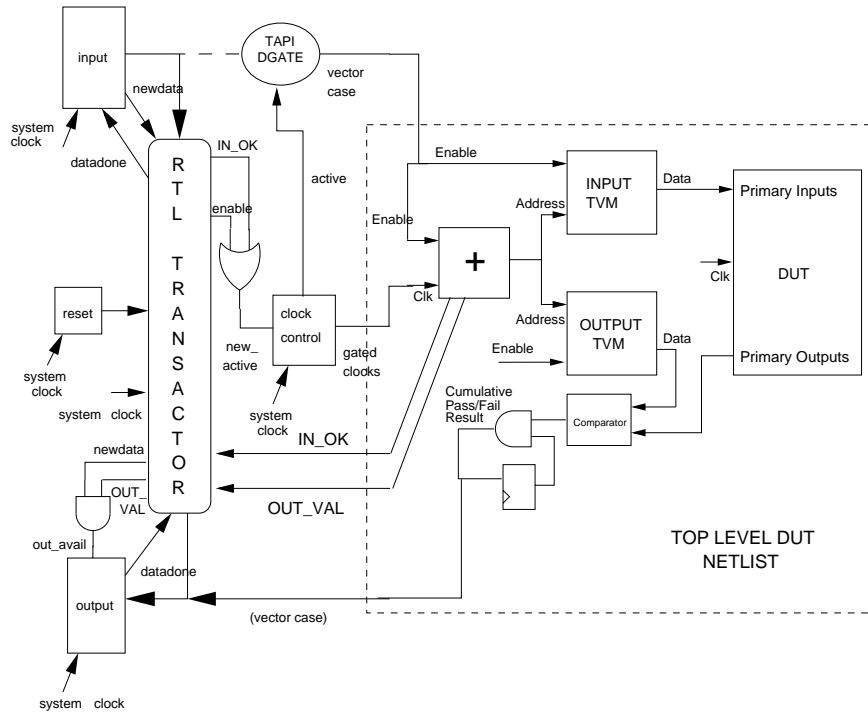 input
TAPI
DGATE
newdata
vector
case
system
clock
datadone
IN_OK
active
Enable
Enable
enable
Address
INPUT
TVM
Data
Primary Inputs
RTL TRANSACTOR
+
Clk
Clk
DUT
reset
clock
control
new_
active
gated
clocks
Address
OUTPUT
TVM
Data
Enable
Primary Outputs
system
clock
system clock
system
clock
Cumulative
Pass/Fail
Result
Comparator
IN_OK
newdata
OUT_
VAL
OUT_VAL
out_avail
datadone
TOP LEVEL DUT
NETLIST
output
(vector case)
system clock